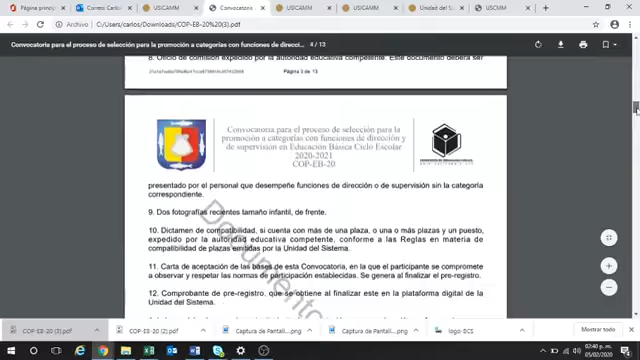 Página principal
Correo: Carlos
USICAMM
Convocatoria
USICAMM
USICAMM
Unidad del Sis
USCMM
Archivo | C:/Users/carlos/Downloads/COP-EB-20%20(3).pdf
Convocatoria para el proceso de selección para la promoción a categorías con funciones de direcci...
4 / 13
8. Oficio de comisión expedido por la autoridad educativa competente. Este documento deberá ser
Página 3 de 13
Convocatoria para el proceso de selección para la
promoción a categorías con funciones de dirección y
de supervisión en Educación Básica Ciclo Escolar
2020-2021
COP-EB-20
presentado por el personal que desempeñe funciones de dirección o de supervisión sin la categoría
correspondiente.
9. Dos fotografías recientes tamaño infantil, de frente.
10. Dictamen de compatibilidad, si cuenta con más de una plaza, o una o más plazas y un puesto,
expedido por la autoridad educativa competente, conforme a las Reglas en materia de
compatibilidad de plazas emitidas por la Unidad del Sistema.
11. Carta de aceptación de las bases de esta Convocatoria, en la que el participante se compromete
a observar y respetar las normas de participación establecidas. Se genera al finalizar el pre-registro.
12. Comprobante de pre-registro, que se obtiene al finalizar este en la plataforma digital de la
Unidad del Sistema.
Documento
COP-EB-20 (3).pdf
COP-EB-20 (2).pdf
Captura de Pantall....png
Captura de Pantall....png
logo-BCS
Mostrar todo
02:40 p. m.
05/02/2020